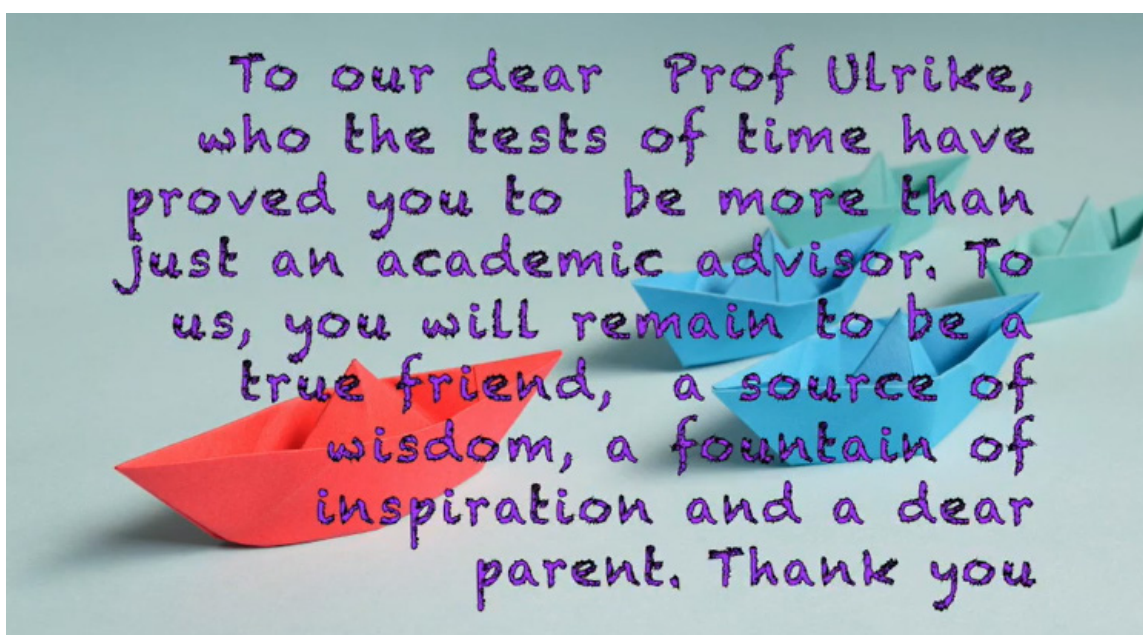 To our dear Prof Ulrike,
who the tests of time have
proved you to be more than
just an academic advisor. To
us, you will remain to be a
true friend, a source of
wisdom, a fountain of
inspiration and a dear
parent. Thank you